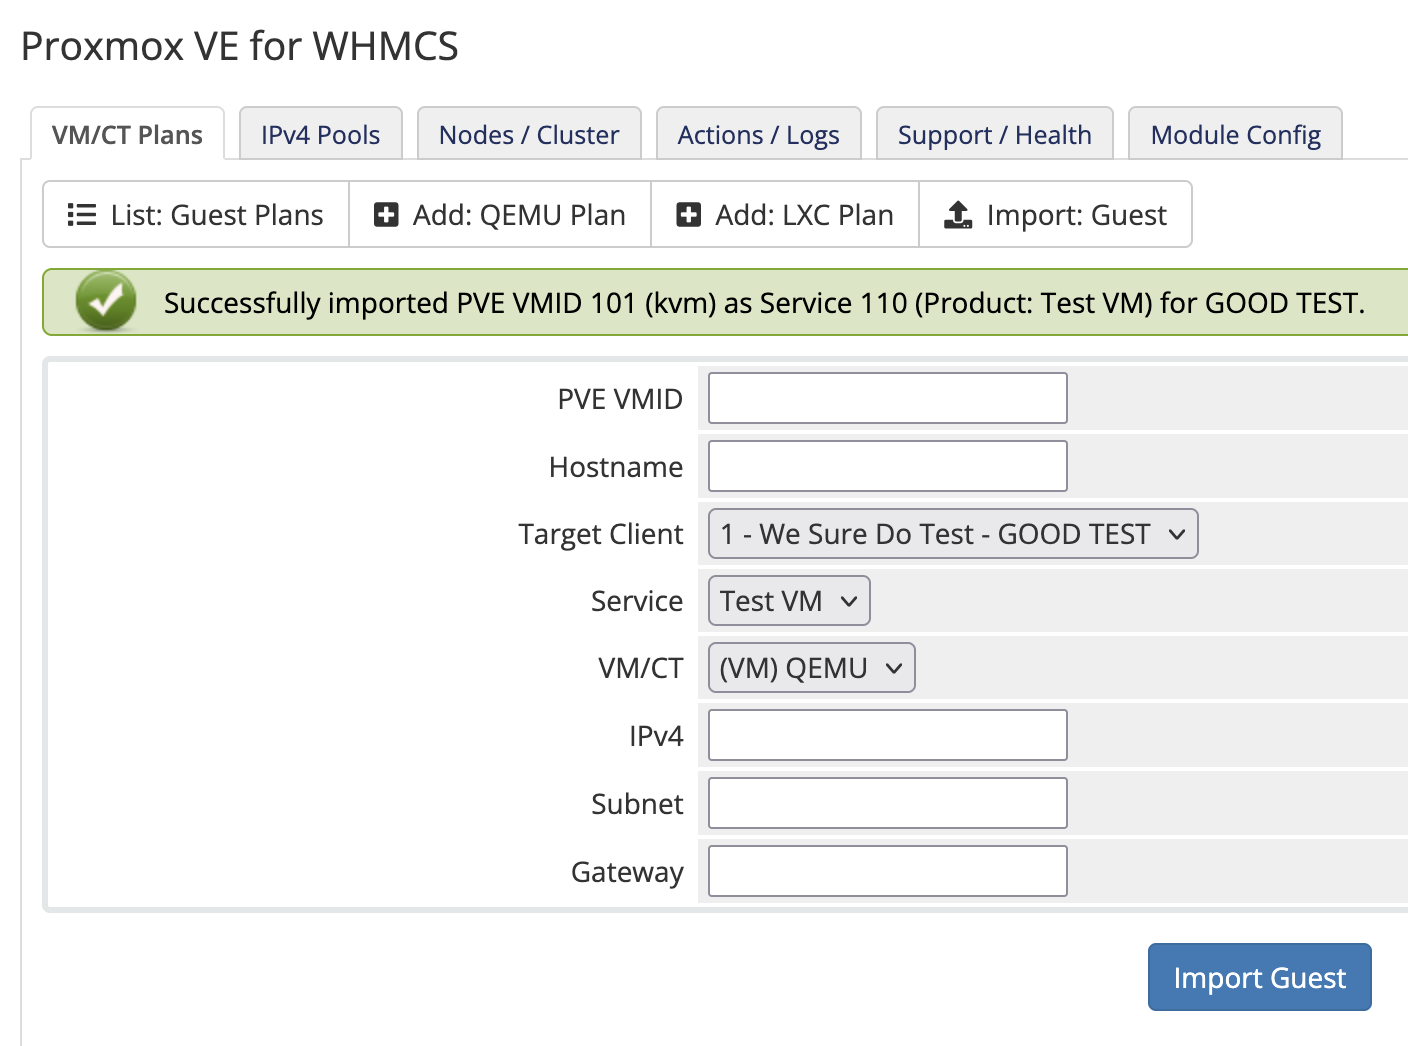 Proxmox VE for WHMCS
VM/CT Plans IPv4 Pools Nodes / Cluster Actions / Logs Support / Health Module Config
List: Guest Plans Add: QEMU Plan Add: LXC Plan Import: Guest
Successfully imported PVE VMID 101 (kvm) as Service 110 (Product: Test VM) for GOOD TEST.
PVE VMID
Hostname
Target Client 1 - We Sure Do Test - GOOD TEST
Service Test VM
VM/CT (VM) QEMU
IPv4
Subnet
Gateway
Import Guest